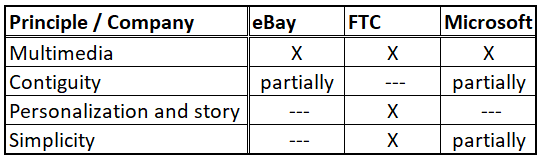 Principle / Company eBay FTC Microsoft
Multimedia X X X
Contiguity partially --- partially
Personalization and story --- X ---
Simplicity --- X partially